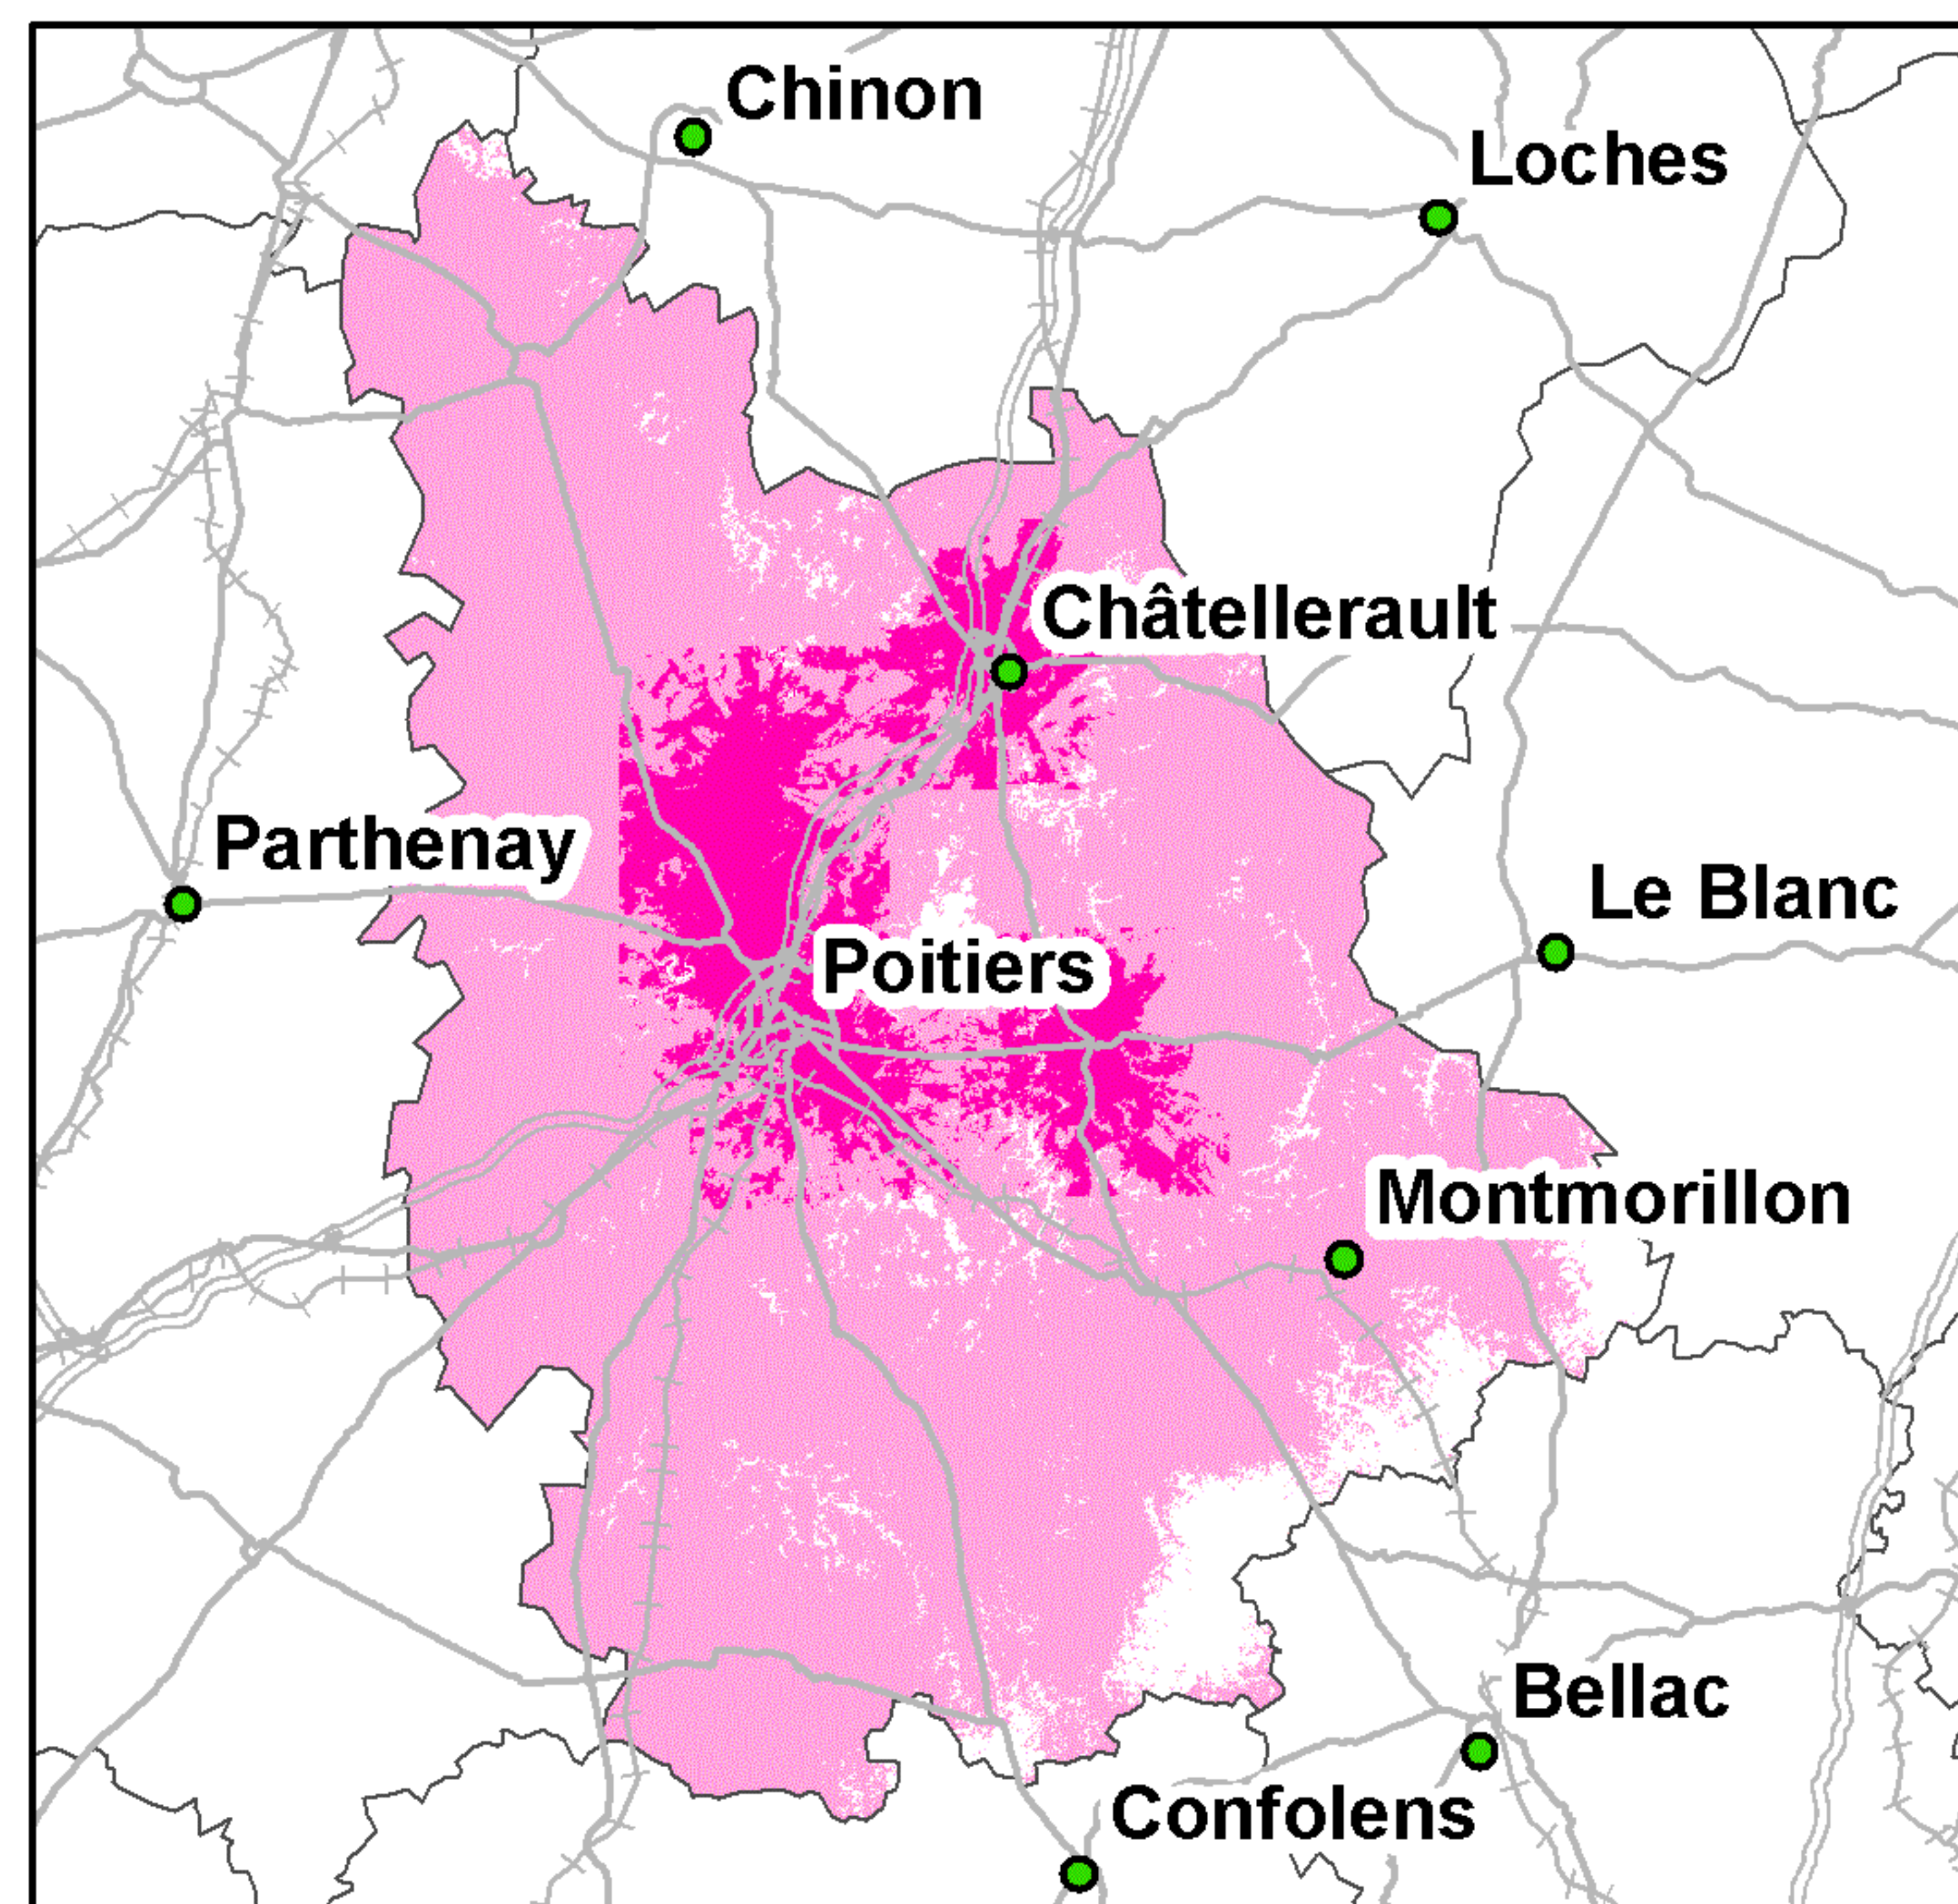 Chinon
Loches
Châtellerault
Parthenay
Le Blanc
Poitiers
Montmorillon
Bellac
Confolens